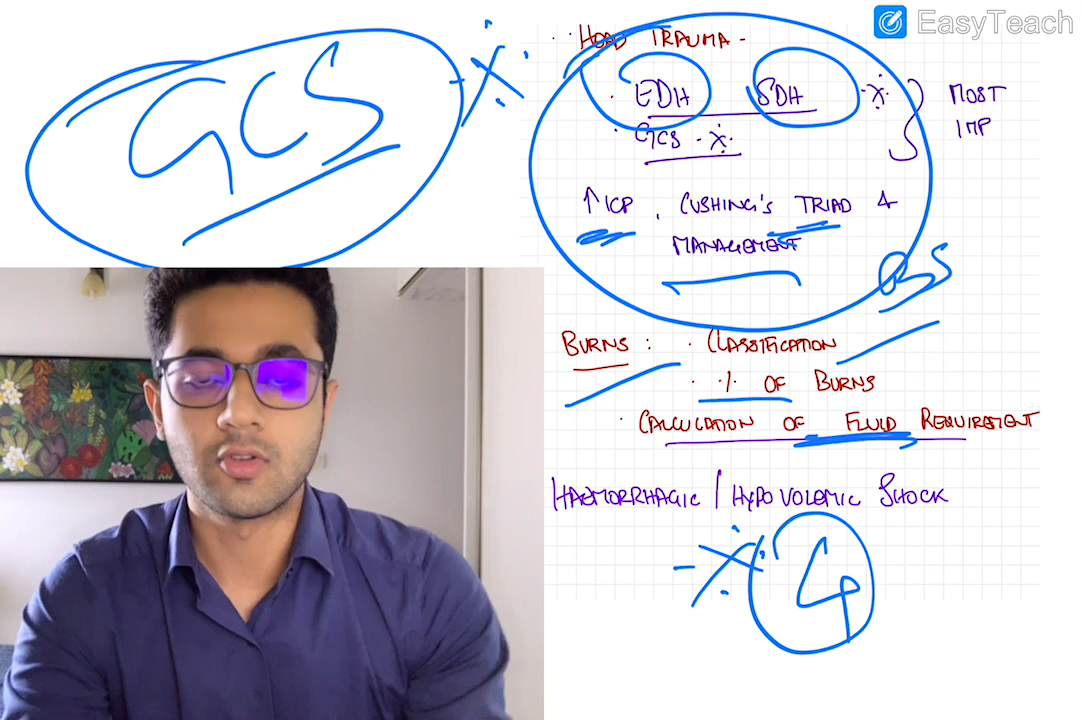 EasyTeach
GCS
HEAD TRAUMA -
EDH SDH
GCS -
MOST
IMP
↑ ICP, CUSHING'S TRIAD &
MANAGEMENT
BURNS : · CLASSIFICATION
· % OF BURNS
· CALCULATION OF FLUID REQUIREMENT
HAEMORRHAGIC / HYPOVOLEMIC SHOCK
4